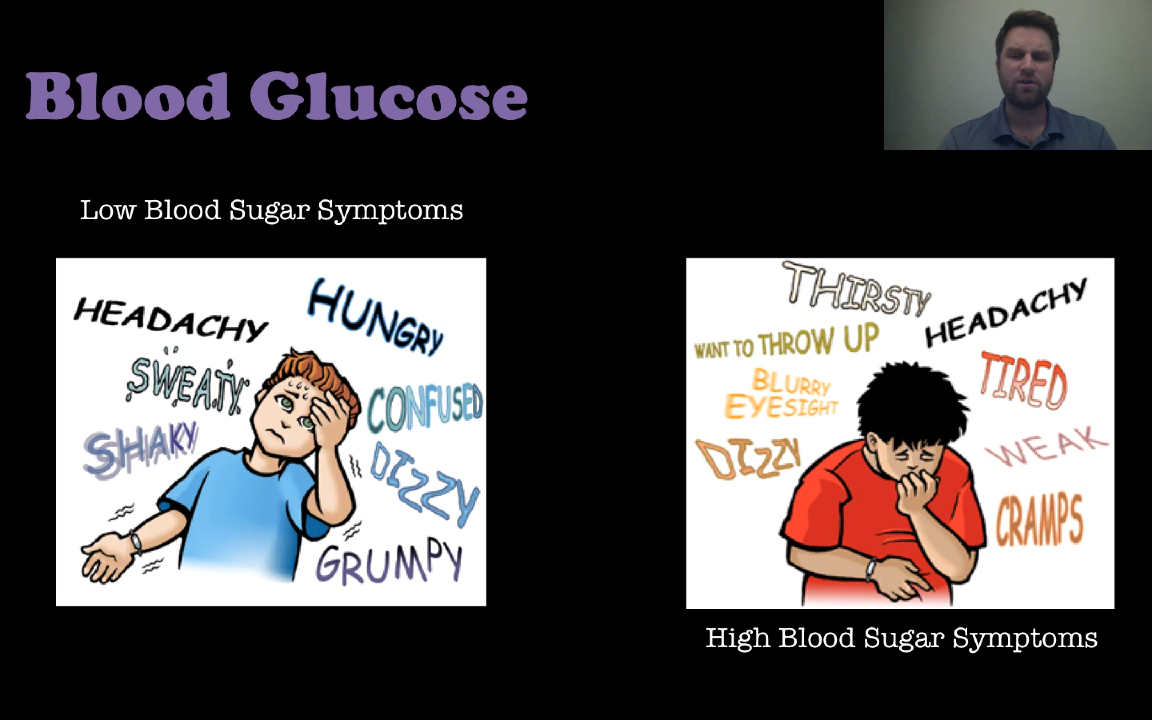 Blood Glucose
Low Blood Sugar Symptoms
HEADACHY
HUNGRY
SWEATY
CONFUSED
SHAKY
DIZZY
GRUMPY
THIRSTY
HEADACHY
WANT TO THROW UP
TIRED
BLURRY
EYESIGHT
DIZZY
WEAK
CRAMPS
High Blood Sugar Symptoms